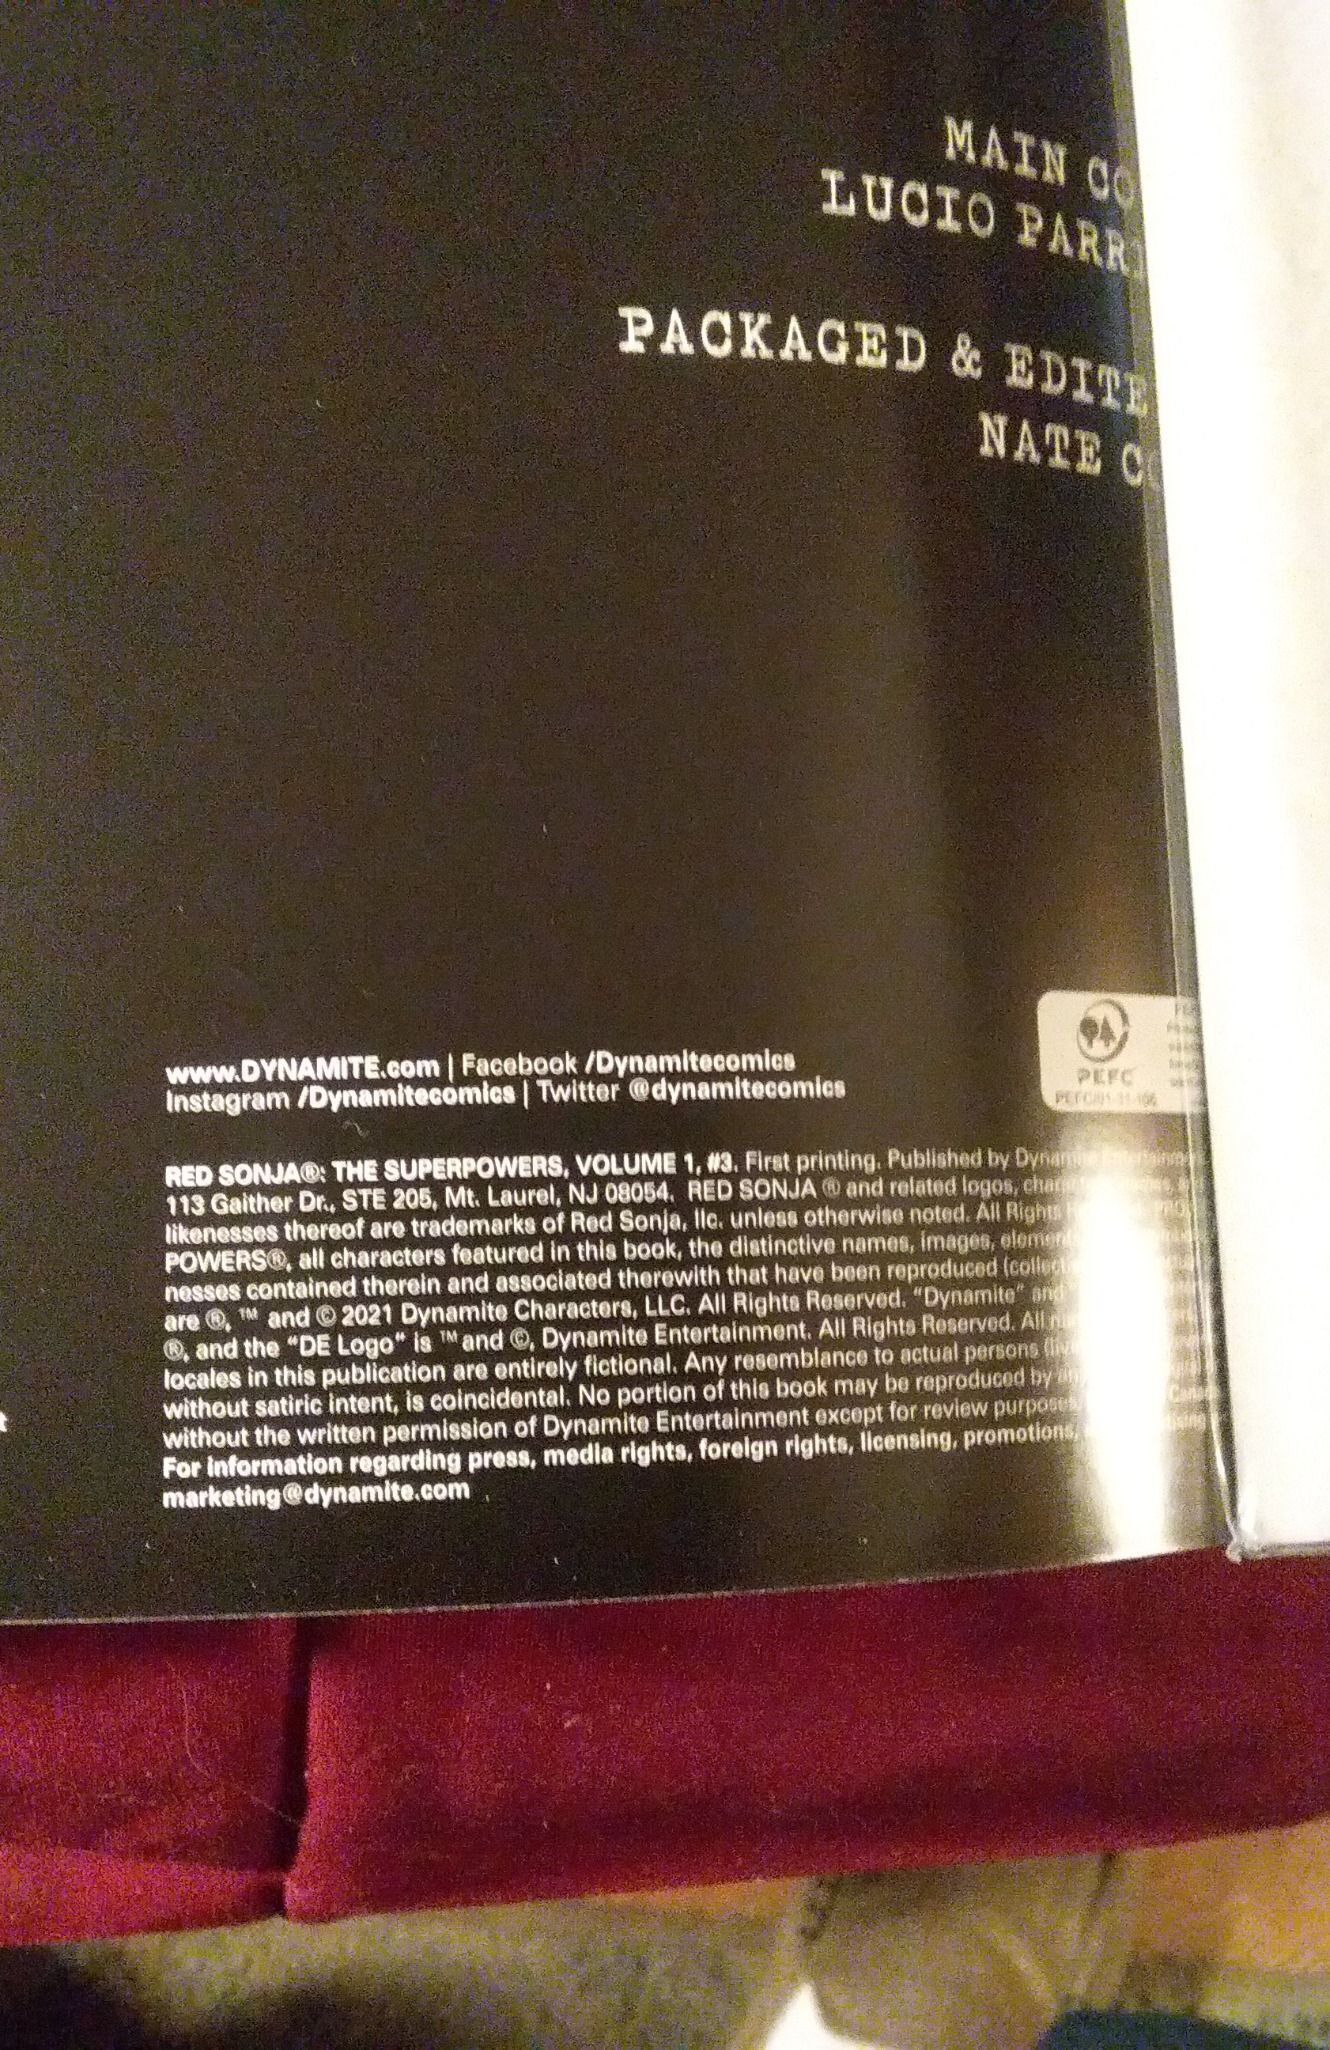 MAIN
LUCIO
PACKAGED &
NATE
PEFC
www.DYNAMITE.com | Facebook /Dynamitecomics
Instagram /Dynamitecomics | Twitter @dynamitecomics
RED SONJA®: THE SUPERPOWERS, VOLUME 1, #3. First printing. Published by
113 Gaither Dr., STE 205, Mt. Laurel, NJ 08054. RED SONJA ® and related logos,
likenesses thereof are trademarks of Red Sonja, llc. unless otherwise noted. All Rights
POWERS®, all characters featured in this book, the distinctive names, images,
nesses contained therein and associated therewith that have been reproduced
are ®, ™ and © 2021 Dynamite Characters, LLC. All Rights Reserved. "Dynamite" and
®, and the "DE Logo" is ™ and ©, Dynamite Entertainment. All Rights Reserved. All
locales in this publication are entirely fictional. Any resemblance to actual persons
without satiric intent, is coincidental. No portion of this book may be reproduced by
without the written permission of Dynamite Entertainment except for review purposes
For information regarding press, media rights, foreign rights, licensing, promotions,
marketing@dynamite.com